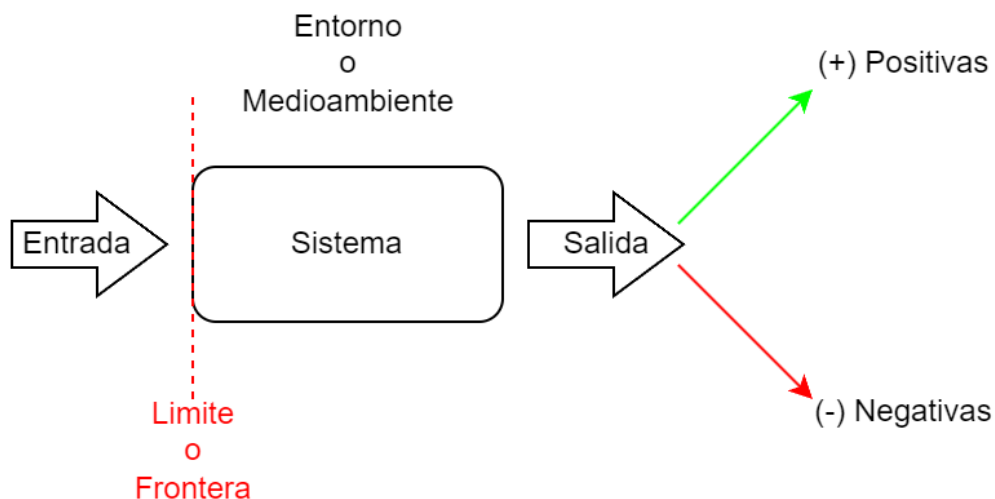 Entorno
o
Medioambiente
(+) Positivas
Entrada
Sistema
Salida
(-) Negativas
Limite
o
Frontera